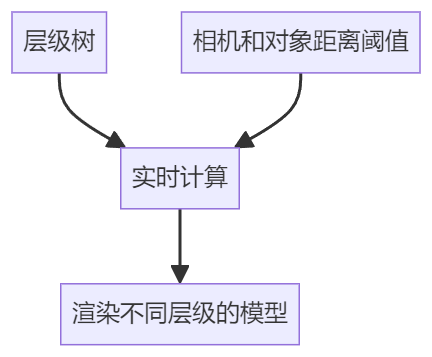 层级树
相机和对象距离阈值
实时计算
渲染不同层级的模型